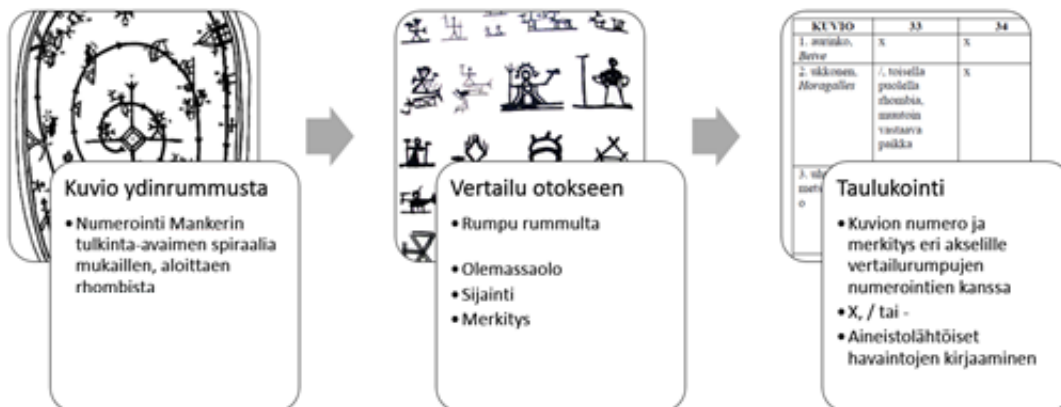 KUVIO 33 34
1. aurinko, x x
Beive
2. ukkonen, /, toisella x
Horagalles puolella
rhombia,
muutoin
vastaava
paikka
3.
o
Kuvio ydinrummusta
• Numerointi Mankerin
tulkinta-avaimen spiraalia
mukaillen, aloittaen
rhombista
Vertailu otokseen
• Rumpu rummulta
• Olemassaolo
• Sijainti
• Merkitys
Taulukointi
• Kuvion numero ja
merkitys eri akselille
vertailurumpujen
numerointien kanssa
• X, / tai -
• Aineistolähtöiset
havaintojen kirjaaminen